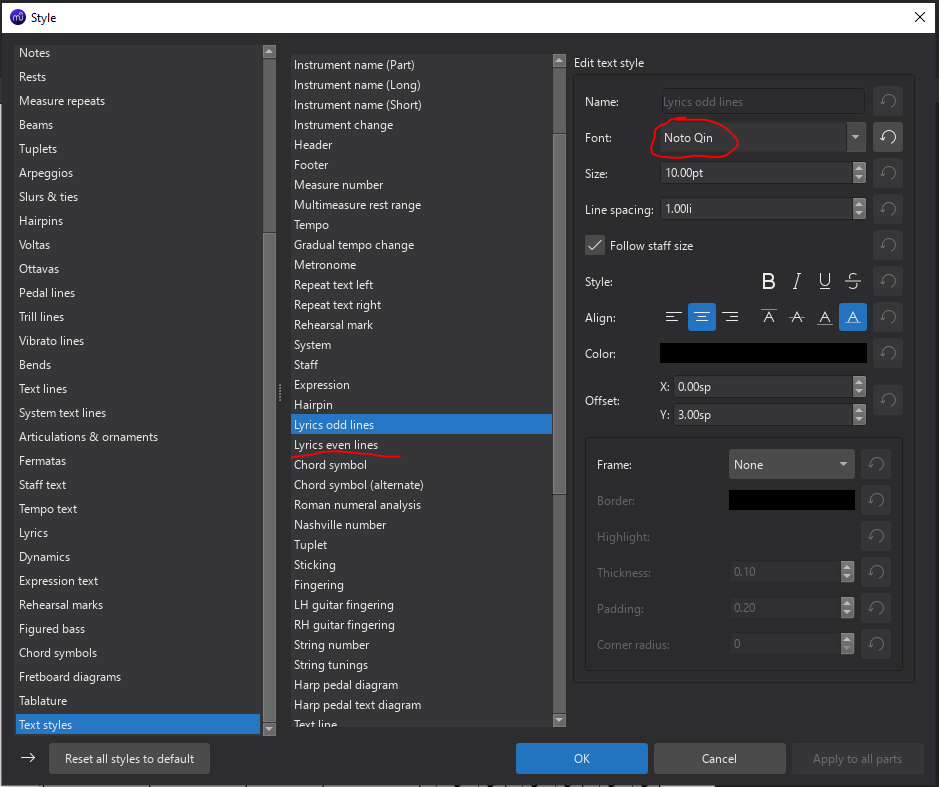 Style
Notes
Rests
Measure repeats
Beams
Tuplets
Arpeggios
Slurs & ties
Hairpins
Voltas
Ottavas
Pedal lines
Trill lines
Vibrato lines
Bends
Text lines
System text lines
Articulations & ornaments
Fermatas
Staff text
Tempo text
Lyrics
Dynamics
Expression text
Rehearsal marks
Figured bass
Chord symbols
Fretboard diagrams
Tablature
Text styles
Instrument name (Part)
Instrument name (Long)
Instrument name (Short)
Instrument change
Header
Footer
Measure number
Multimeasure rest range
Tempo
Gradual tempo change
Metronome
Repeat text left
Repeat text right
Rehearsal mark
System
Staff
Expression
Hairpin
Lyrics odd lines
Lyrics even lines
Chord symbol
Chord symbol (alternate)
Roman numeral analysis
Nashville number
Tuplet
Sticking
Fingering
LH guitar fingering
RH guitar fingering
String number
String tunings
Harp pedal diagram
Harp pedal text diagram
Text line
Edit text style
Name: Lyrics odd lines
Font: Noto Qin
Size: 10.00pt
Line spacing: 1.00li
Follow staff size
Style: B I U S
Align: A A A A
Color:
Offset: X: 0.00sp
Y: 3.00sp
Frame: None
Border:
Highlight:
Thickness: 0.10
Padding: 0.20
Corner radius: 0
Reset all styles to default
OK
Cancel
Apply to all parts